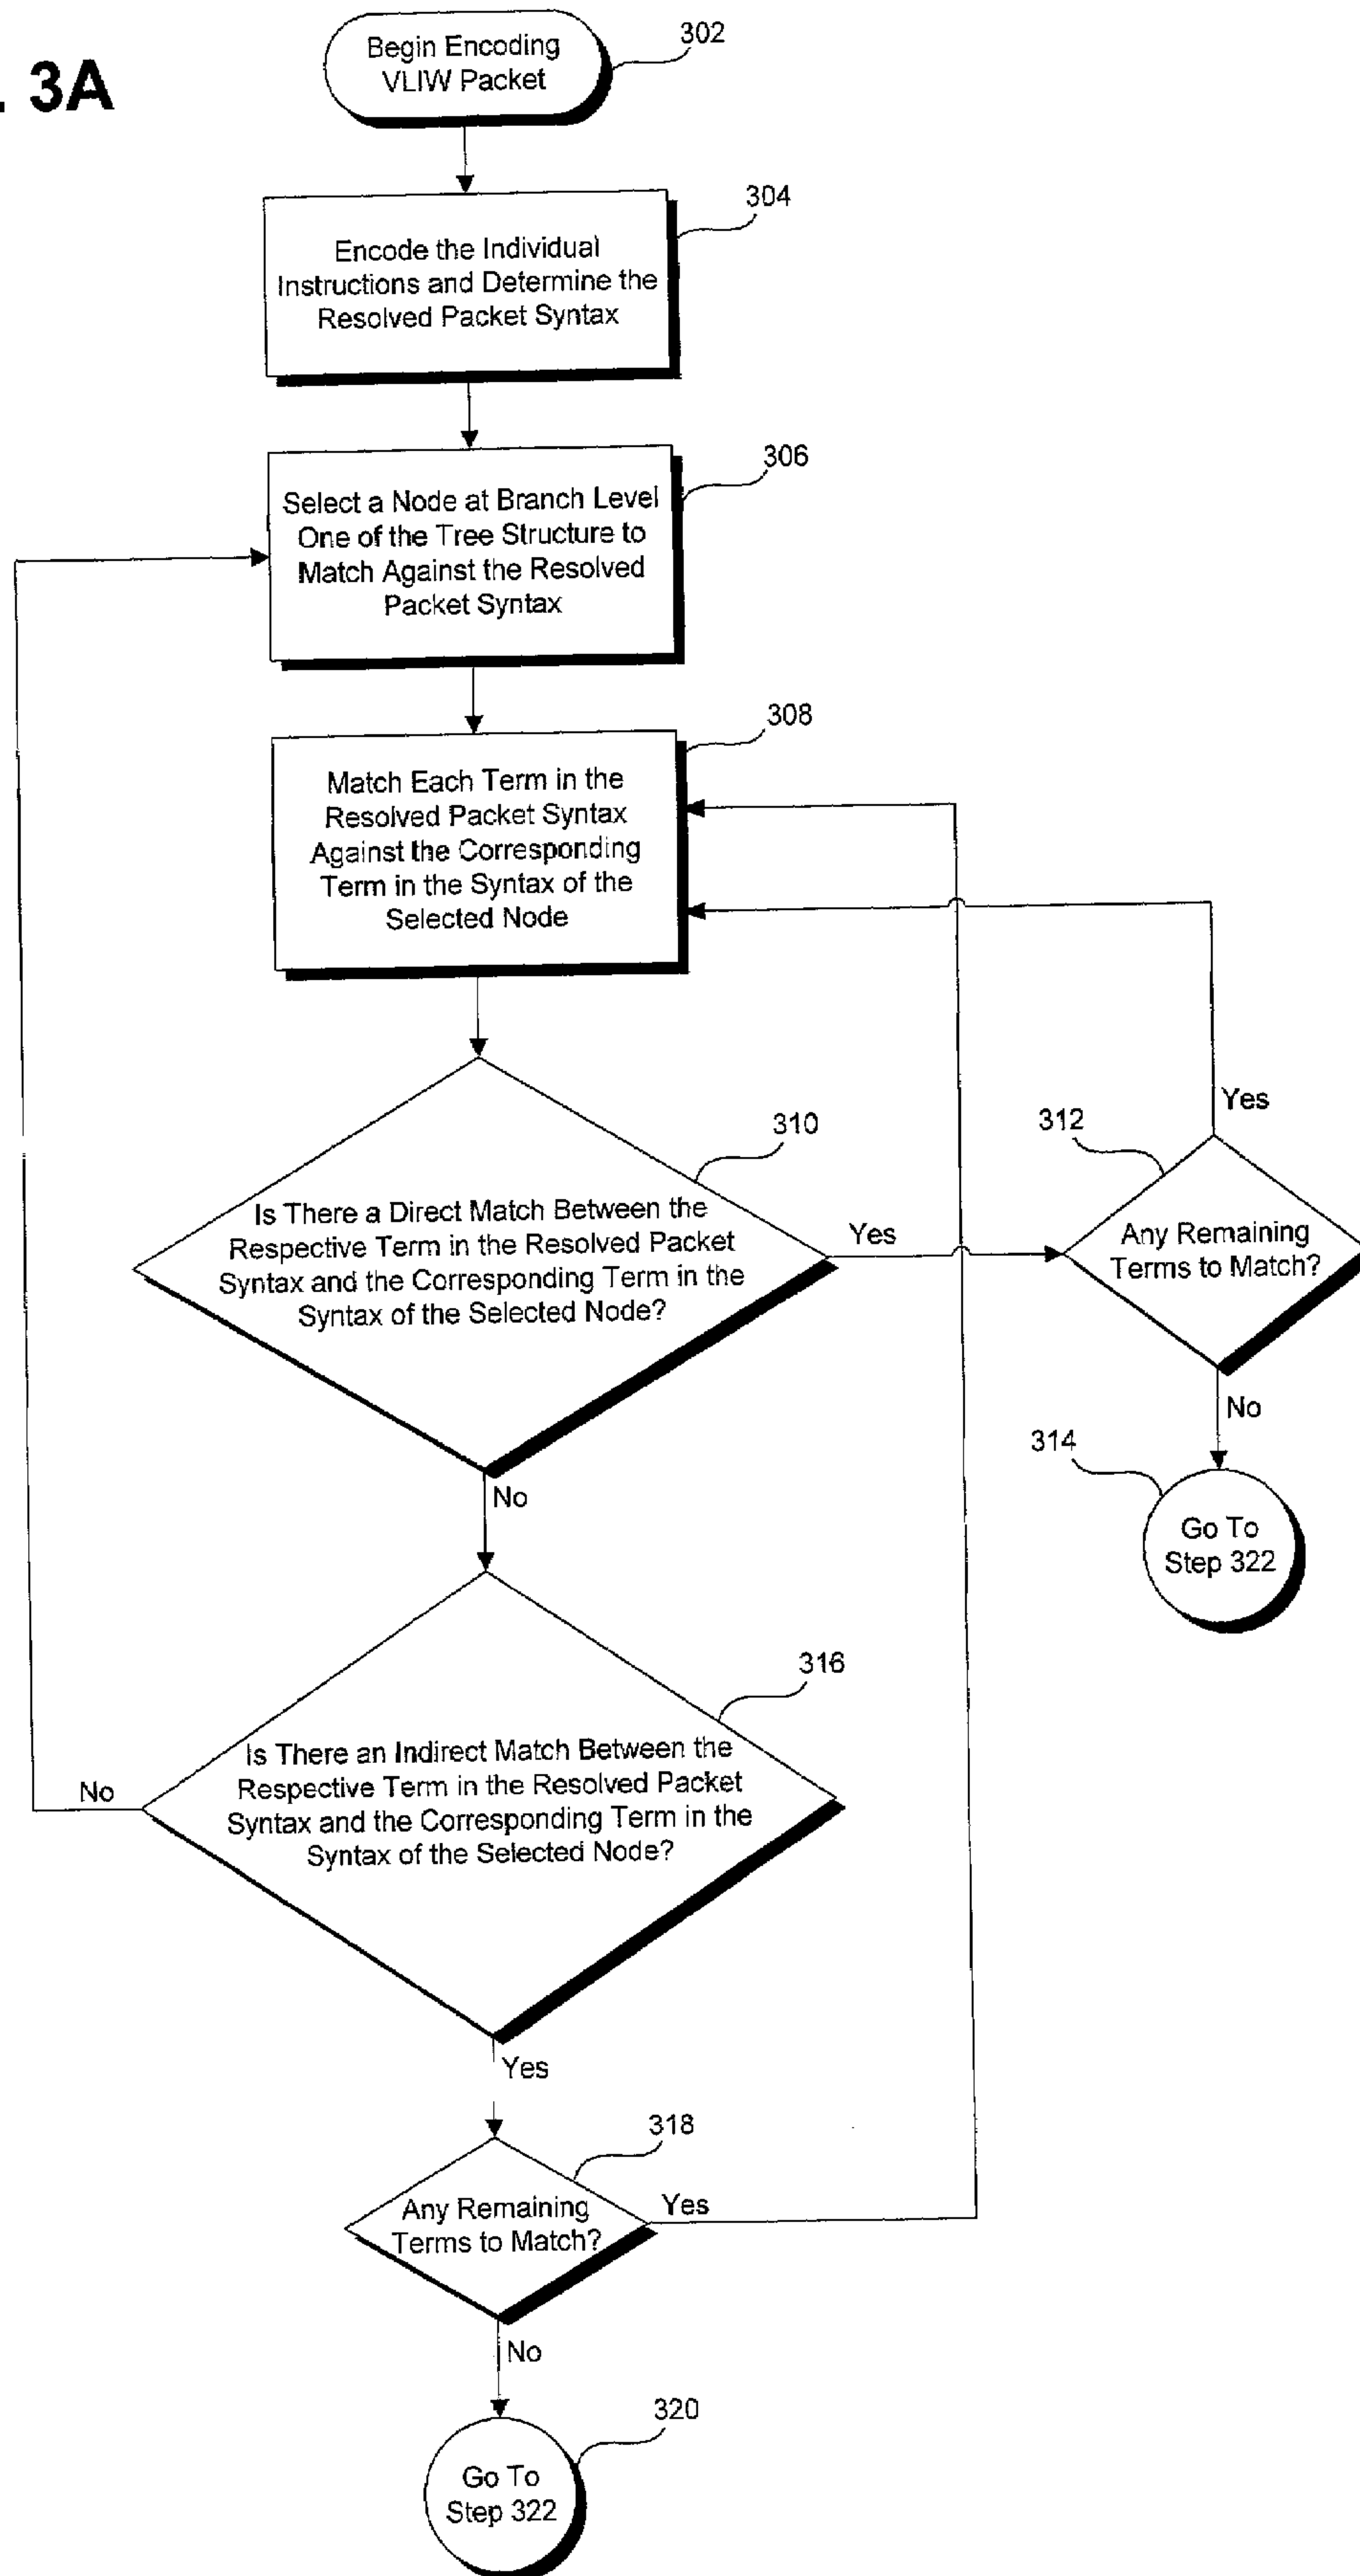 . 3A
Begin Encoding
VLIW Packet
302
304
Encode the Individual
Instructions and Determine the
Resolved Packet Syntax
306
Select a Node at Branch Level
One of the Tree Structure to
Match Against the Resolved
Packet Syntax
308
Match Each Term in the
Resolved Packet Syntax
Against the Corresponding
Term in the Syntax of the
Selected Node
310
Is There a Direct Match Between the
Respective Term in the Resolved Packet
Syntax and the Corresponding Term in the
Syntax of the Selected Node?
Yes
No
312
Any Remaining
Terms to Match?
Yes
No
314
Go To
Step 322
316
Is There an Indirect Match Between the
Respective Term in the Resolved Packet
Syntax and the Corresponding Term in the
Syntax of the Selected Node?
No
Yes
318
Any Remaining
Terms to Match?
Yes
No
320
Go To
Step 322